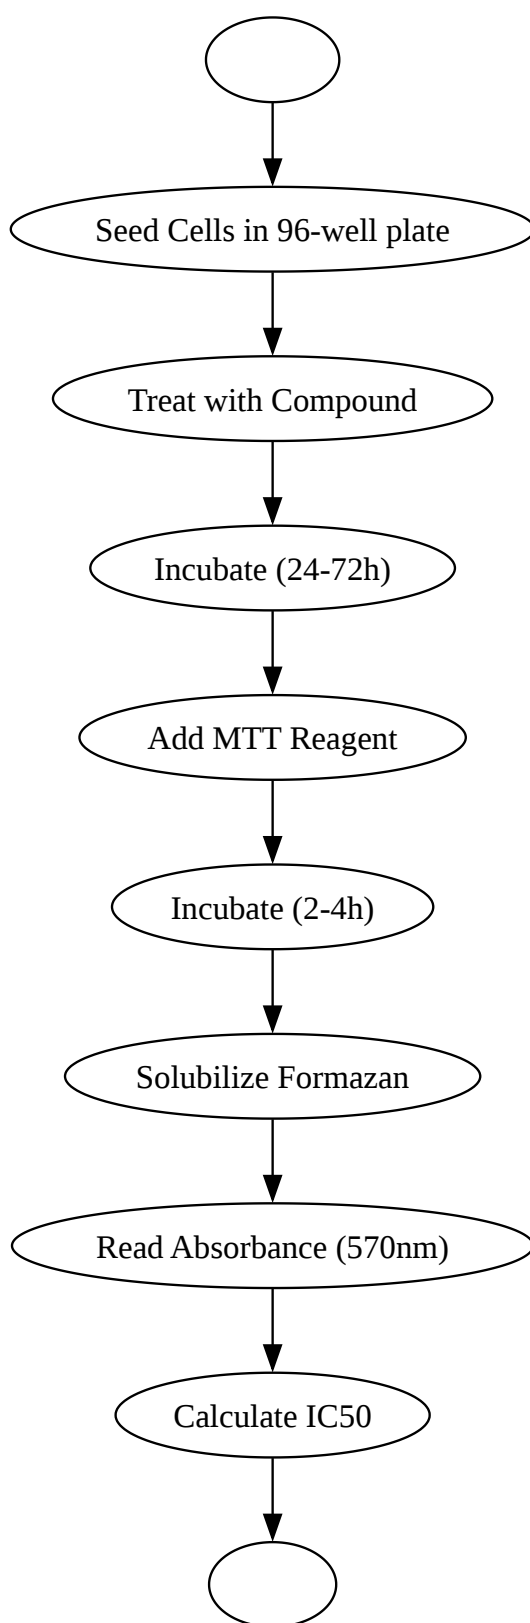 Seed Cells in 96-well plate
Treat with Compound
Incubate (24-72h)
Add MTT Reagent
Incubate (2-4h)
Solubilize Formazan
Read Absorbance (570nm)
Calculate IC50